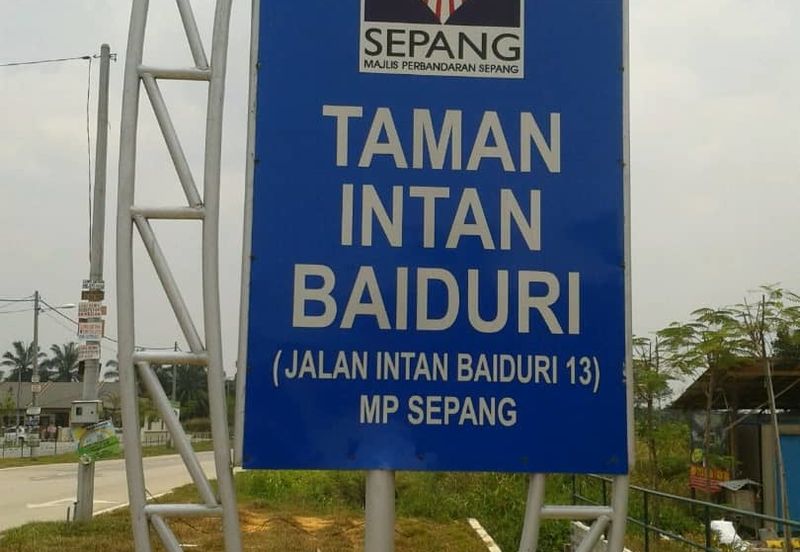 SEPANG
MAJLIS PERBANDARAN SEPANG
TAMAN
INTAN
BAIDURI
(JALAN INTAN BAIDURI 13)
MP SEPANG